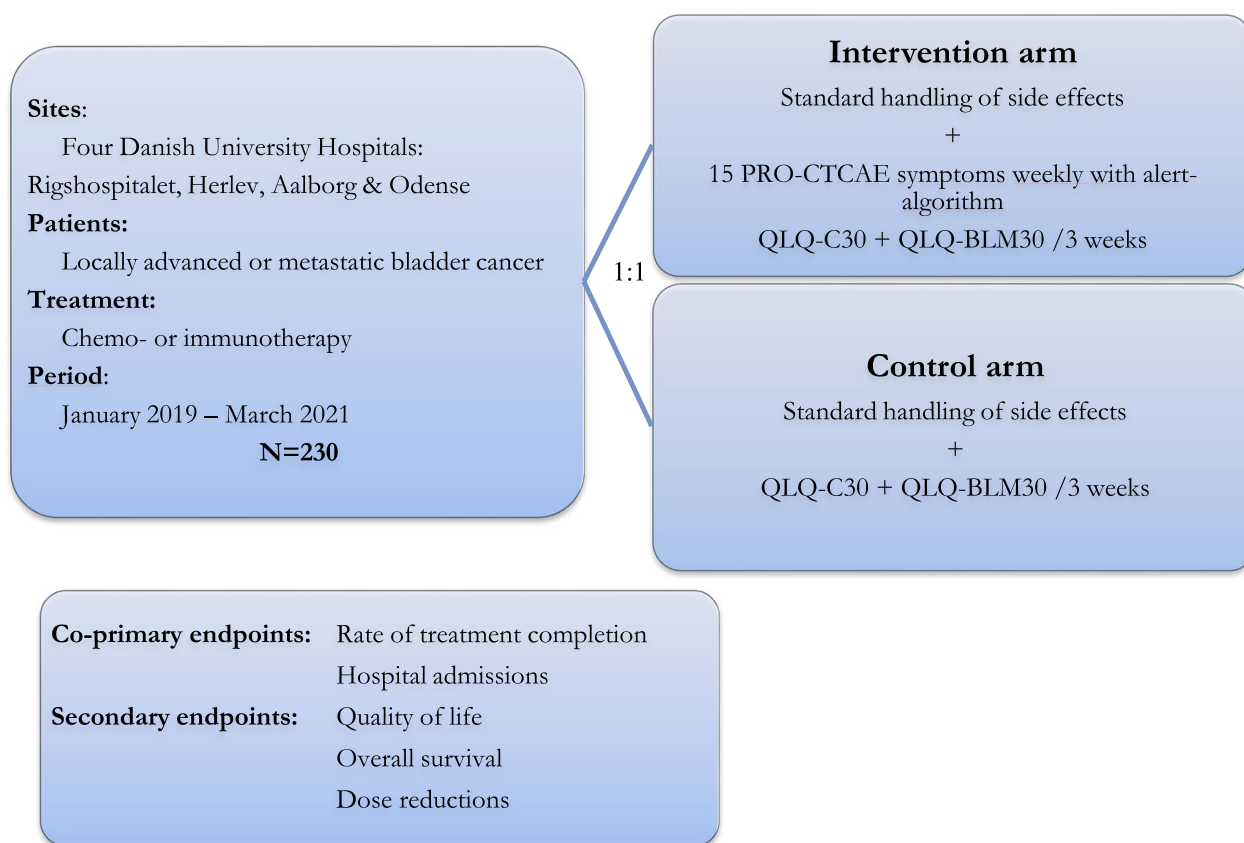 Sites:
Four Danish University Hospitals:
Rigshospitalet, Herlev, Aalborg & Odense
Patients:
Locally advanced or metastatic bladder cancer
Treatment:
Chemo- or immunotherapy
Period:
January 2019 – March 2021
N=230
1:1
Intervention arm
Standard handling of side effects
+
15 PRO-CTCAE symptoms weekly with alert-
algorithm
QLQ-C30 + QLQ-BLM30 /3 weeks
Control arm
Standard handling of side effects
+
QLQ-C30 + QLQ-BLM30 /3 weeks
Co-primary endpoints: Rate of treatment completion
Hospital admissions
Secondary endpoints: Quality of life
Overall survival
Dose reductions